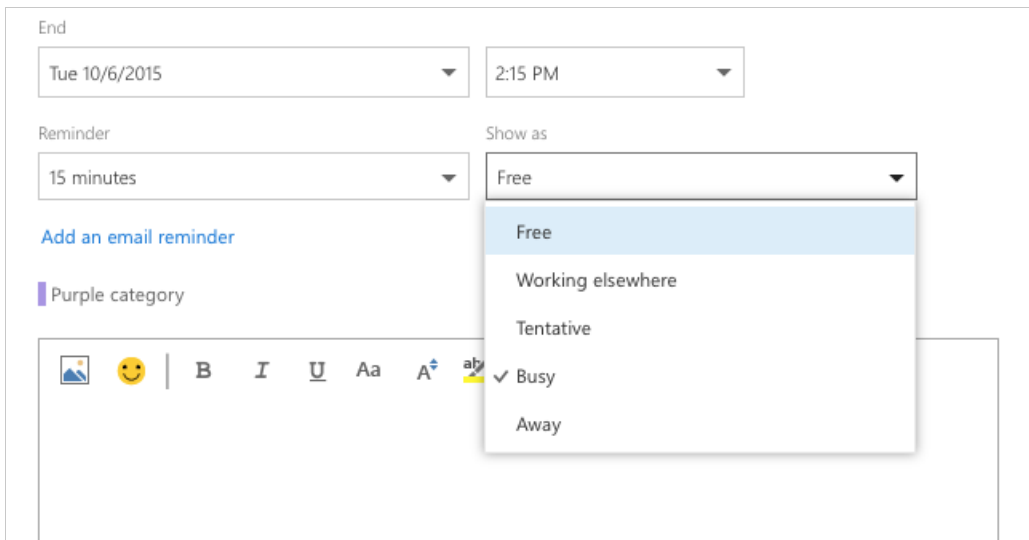 End
Tue 10/6/2015 2:15 PM
Reminder Show as
15 minutes Free
Add an email reminder
Free
Working elsewhere
Purple category
Tentative
B I U Aa A ab
Busy
Away